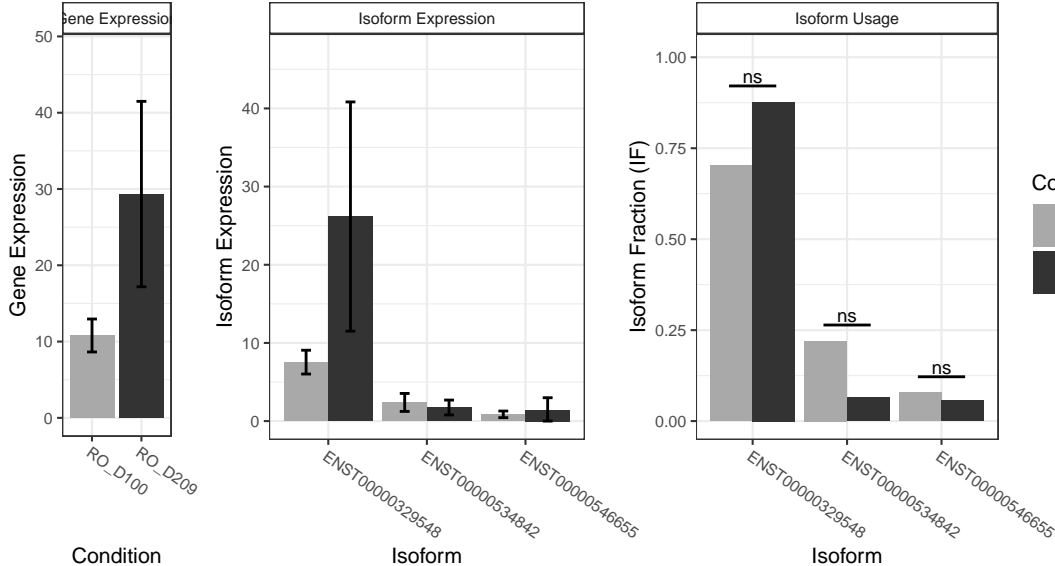 Gene Expression
Isoform Expression
Isoform Usage
Gene Expression
50
40
30
20
10
0
RO_D100
RO_D209
Condition
Isoform Expression
40
30
20
10
0
ENST00000329548
ENST00000534842
ENST00000546655
Isoform
Isoform Fraction (IF)
1.00
0.75
0.50
0.25
0.00
ns
ns
ns
ENST00000329548
ENST00000534842
ENST00000546655
Isoform